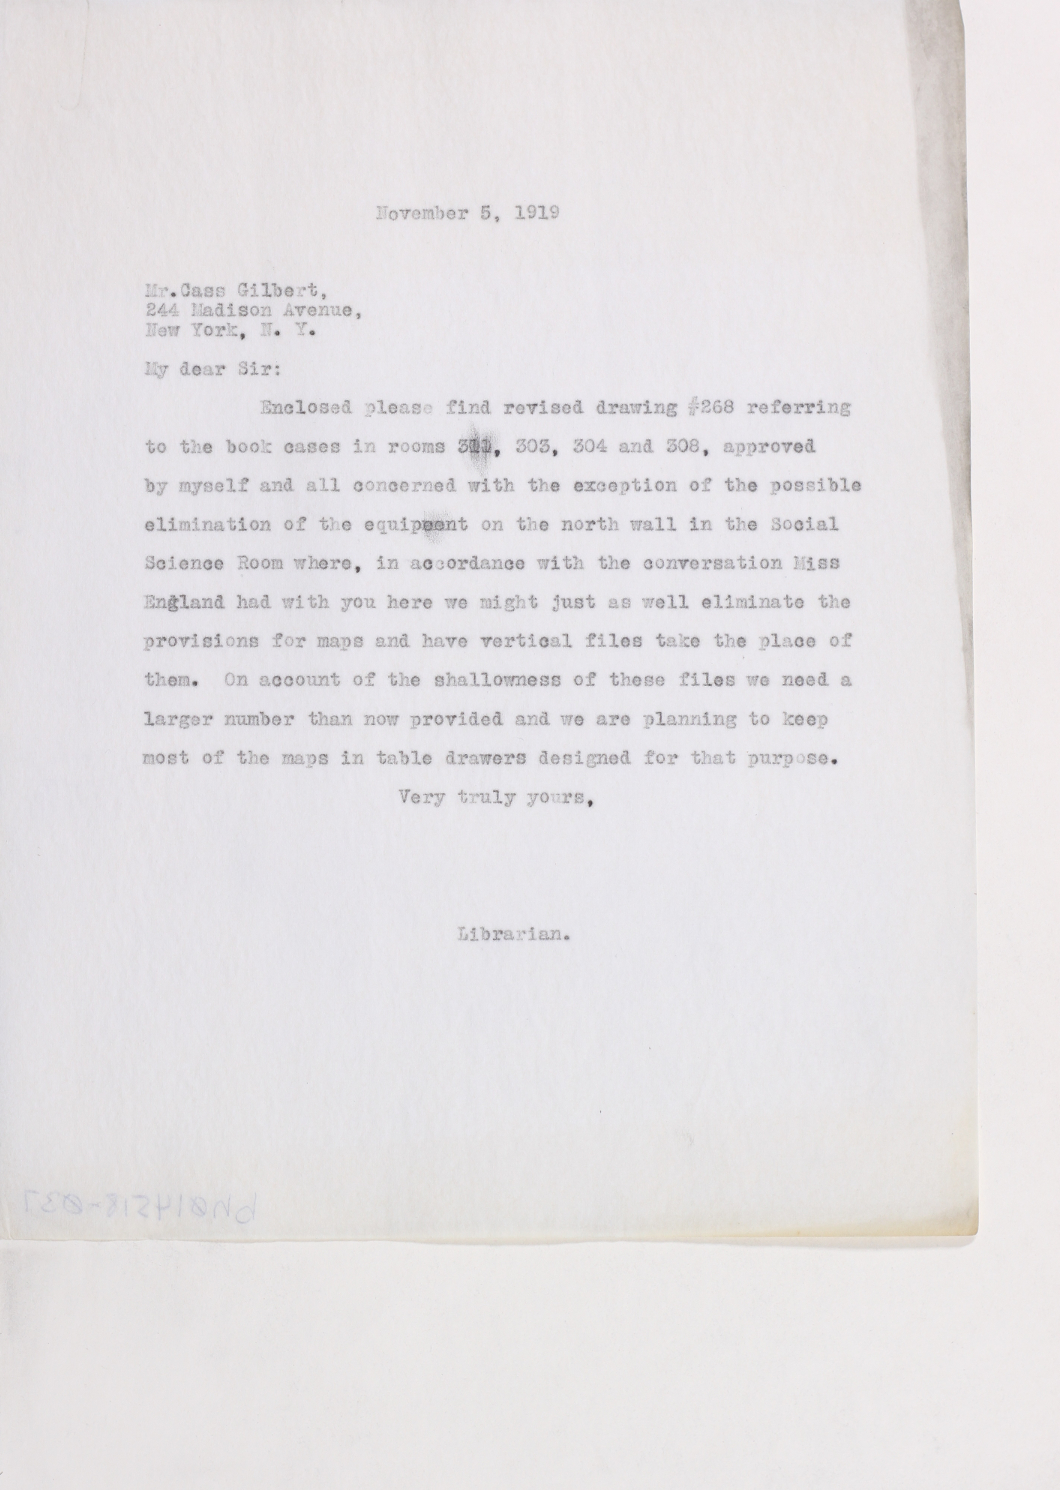 November 5, 1919
Mr.Cass Gilbert,
244 Madison Avenue,
New York, N. Y.
My dear Sir:
Enclosed please find revised drawing #268 referring
to the book cases in rooms 303, 304 and 308, approved
by myself and all concerned with the exception of the possible
elimination of the equipment on the north wall in the Social
Science Room where, in accordance with the conversation Miss
England had with you here we might just as well eliminate the
provisions for maps and have vertical files take the place of
them. On account of the shallowness of these files we need a
larger number than now provided and we are planning to keep
most of the maps in table drawers designed for that purpose.
Very truly yours,
Librarian.